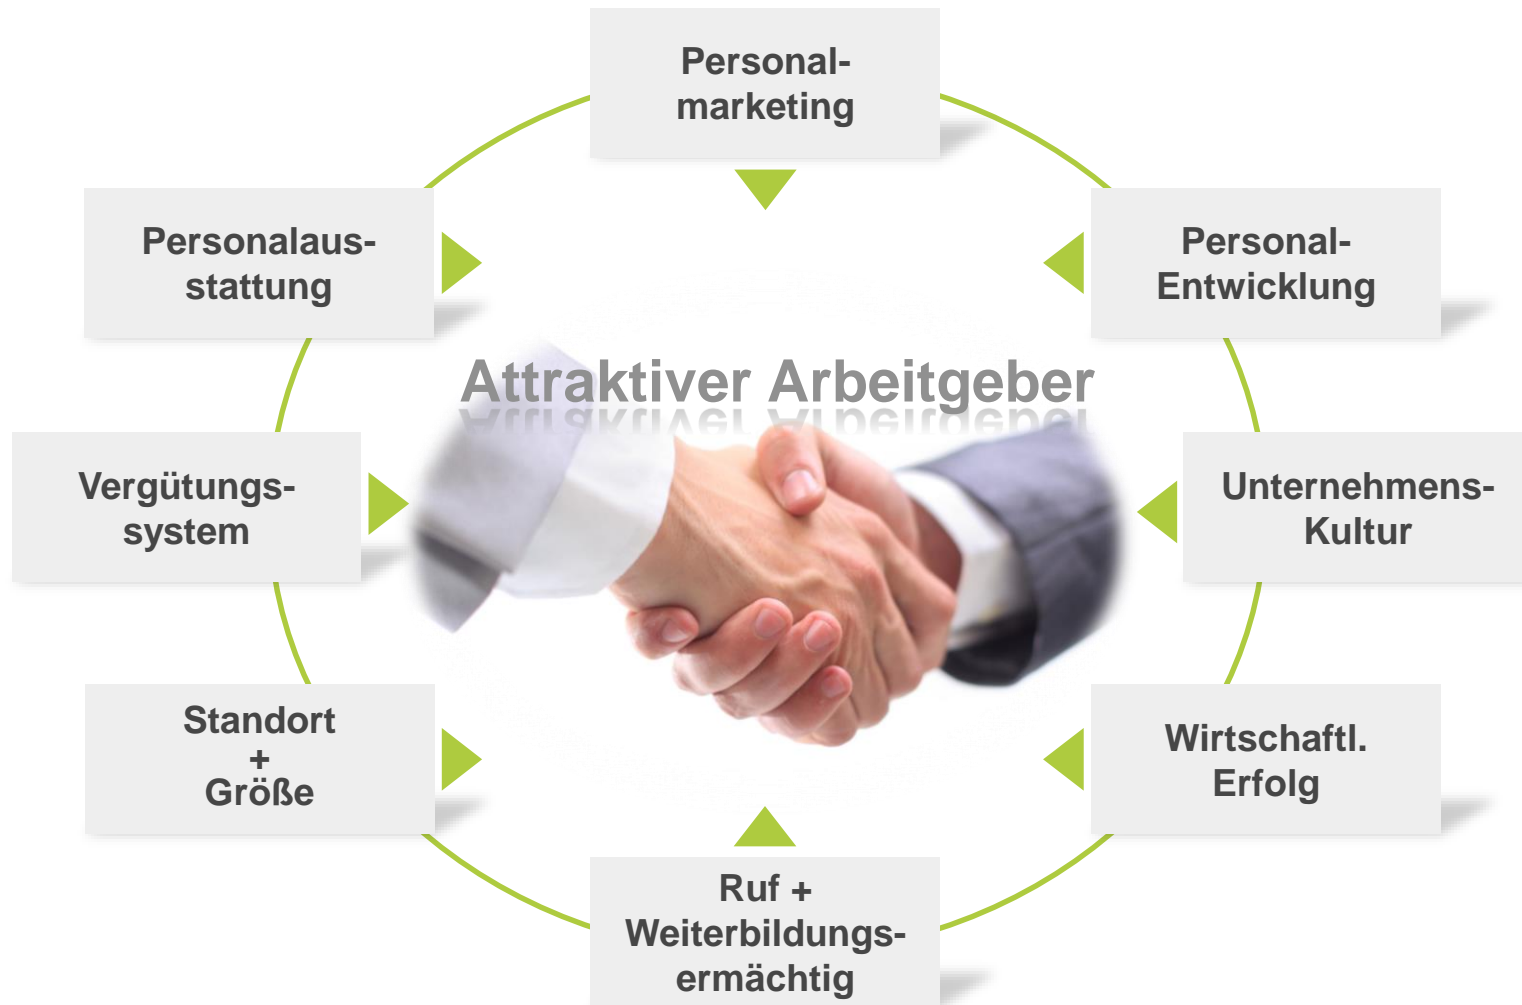 Personal-
marketing
Personalaus-
stattung
Personal-
Entwicklung
Attraktiver Arbeitgeber
Vergütungs-
system
Unternehmens-
Kultur
Standort
+
Größe
Wirtschaftl.
Erfolg
Ruf +
Weiterbildungs-
ermächtig